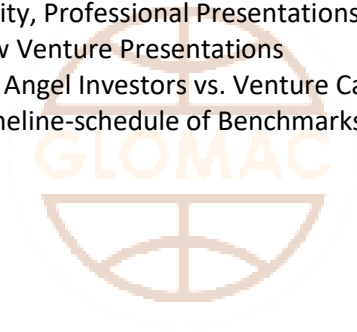 ity, Professional Presentations
w Venture Presentations
Angel Investors vs. Venture Ca
neline-schedule of Benchmarks
GLOMAC